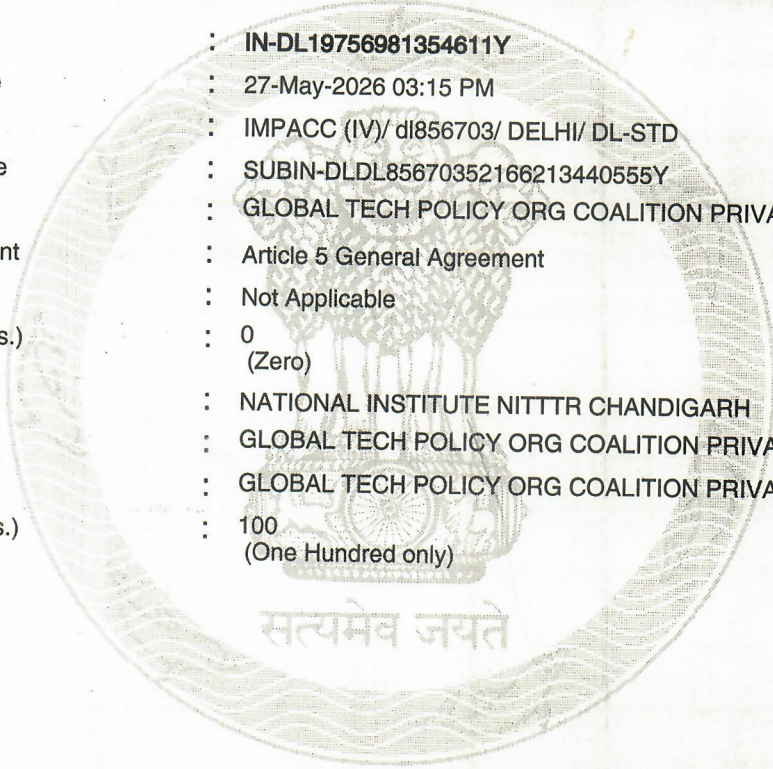 : IN-DL19756981354611Y
e : 27-May-2026 03:15 PM
: IMPACC (IV)/ dl856703/ DELHI/ DL-STD
e : SUBIN-DLDL85670352166213440555Y
: GLOBAL TECH POLICY ORG COALITION PRIVA
nt : Article 5 General Agreement
: Not Applicable
s.) : 0
(Zero)
: NATIONAL INSTITUTE NITTTR CHANDIGARH
: GLOBAL TECH POLICY ORG COALITION PRIVA
: GLOBAL TECH POLICY ORG COALITION PRIVA
s.) : 100
(One Hundred only)
सत्यमेव जयते